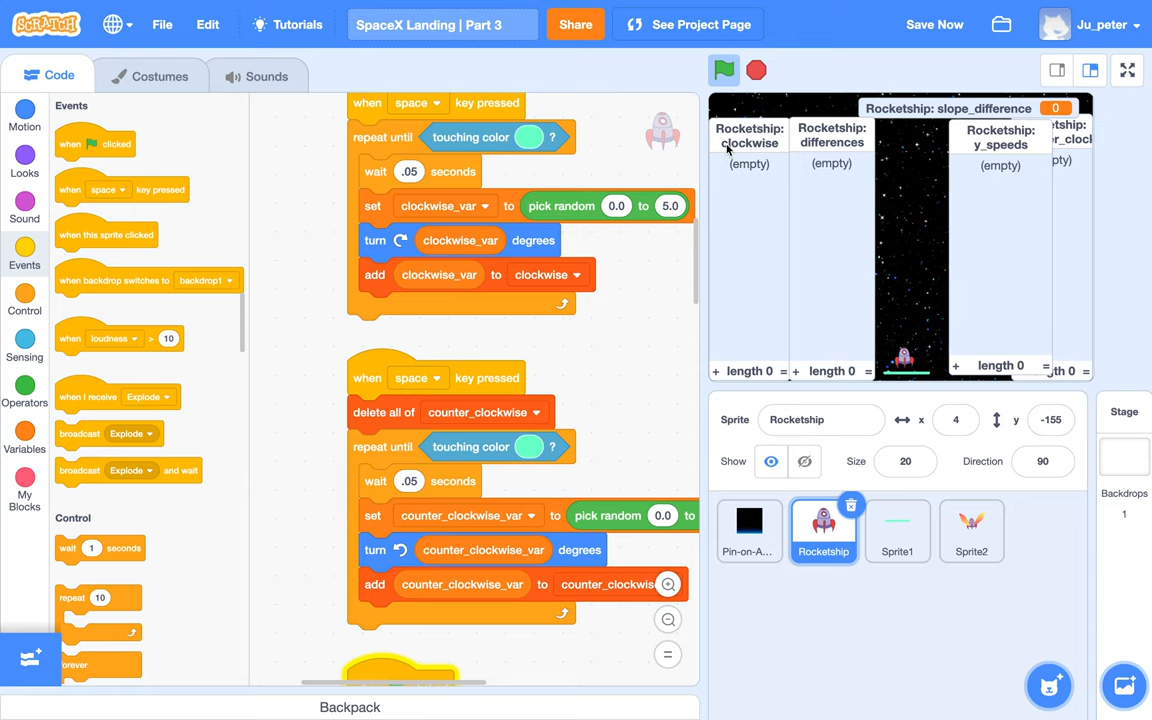 SCRATCH
File
Edit
Tutorials
SpaceX Landing | Part 3
Share
See Project Page
Save Now
Ju_peter
Code
Costumes
Sounds
Motion
Looks
Sound
Events
Control
Sensing
Operators
Variables
My
Blocks
Events
when clicked
when space key pressed
when this sprite clicked
when backdrop switches to backdrop1
when loudness > 10
when I receive Explode
broadcast Explode
broadcast Explode and wait
Control
wait 1 seconds
repeat 10
forever
when space key pressed
repeat until touching color ?
wait .05 seconds
set clockwise_var to pick random 0.0 to 5.0
turn clockwise_var degrees
add clockwise_var to clockwise
when space key pressed
delete all of counter_clockwise
repeat until touching color ?
wait .05 seconds
set counter_clockwise_var to pick random 0.0 to
turn counter_clockwise_var degrees
add counter_clockwise_var to
Backpack
Rocketship: slope_difference 0
Rocketship:
clockwise
(empty)
+ length 0 =
Rocketship:
differences
(empty)
+ length 0 =
Rocketship:
y_speeds
(empty)
+ length 0 =
Sprite
Rocketship
x
4
y
-155
Show
Size
20
Direction
90
Pin-on-A...
Rocketship
Sprite1
Sprite2
Stage
Backdrops
1